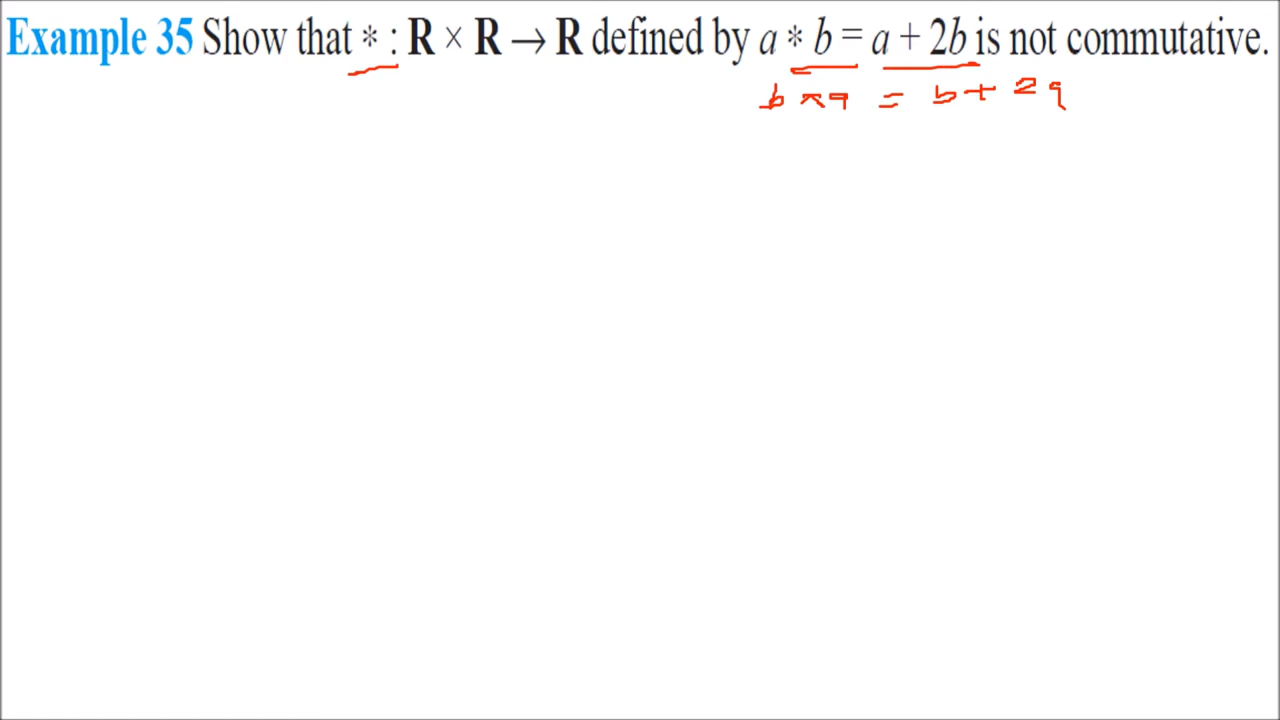 Example 35 Show that * : R × R → R defined by a * b = a + 2b is not commutative.
b * a = b + 2a